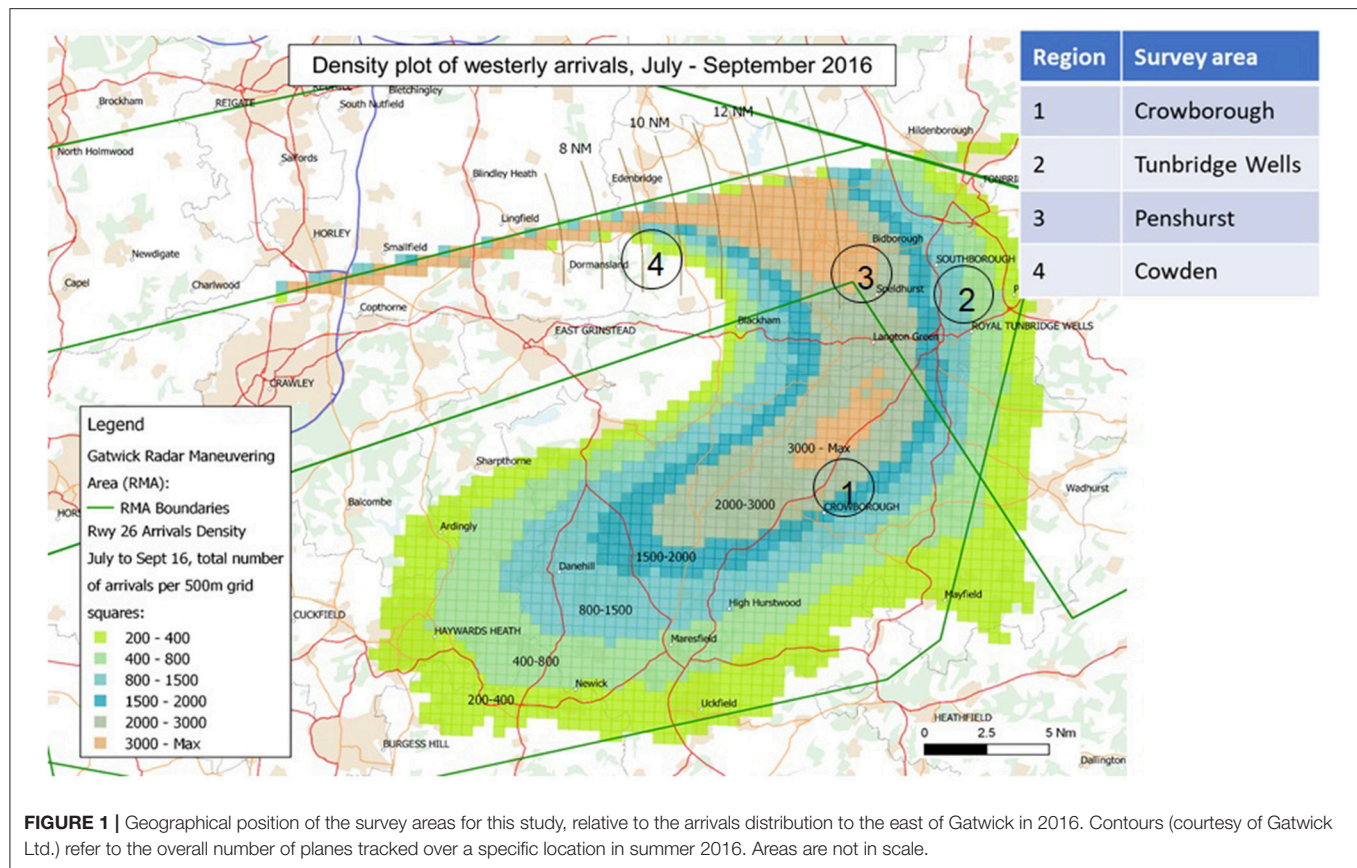 Density plot of westerly arrivals, July - September 2016
Region Survey area
1 Crowborough
2 Tunbridge Wells
3 Penshurst
4 Cowden
Brockham
REIGATE
Bletchingley
South Nutfield
North Holmwood
Salfords
12 NM
10 NM
8 NM
Hildenborough
Blindley Heath
Edenbridge
TONBRI
Lingfield
HORLEY
Smallfield
Bidborough
Newdigate
Dormansland
4
3
SOUTHBOROUGH
Capel
Charlwood
Speldhurst
2
P
Copthorne
Blackham
ROYAL TUNBRIDGE WELLS
EAST GRINSTEAD
Langton Green
CRAWLEY
3000 - Max
Sharpthorne
1
Wadhurst
HORS
Balcombe
2000-3000
CROWBOROUGH
Ardingly
1500-2000
Danehill
High Hurstwood
Mayfield
800-1500
CUCKFIELD
HAYWARDS HEATH
Maresfield
400-800
Newick
200-400
Uckfield
HEATHFIELD
BURGESS HILL
0 2.5 5 Nm
Dallington
Legend
Gatwick Radar Maneuvering
Area (RMA):
RMA Boundaries
Rwy 26 Arrivals Density
July to Sept 16, total number
of arrivals per 500m grid
squares:
200 - 400
400 - 800
800 - 1500
1500 - 2000
2000 - 3000
3000 - Max
FIGURE 1 | Geographical position of the survey areas for this study, relative to the arrivals distribution to the east of Gatwick in 2016. Contours (courtesy of Gatwick
Ltd.) refer to the overall number of planes tracked over a specific location in summer 2016. Areas are not in scale.